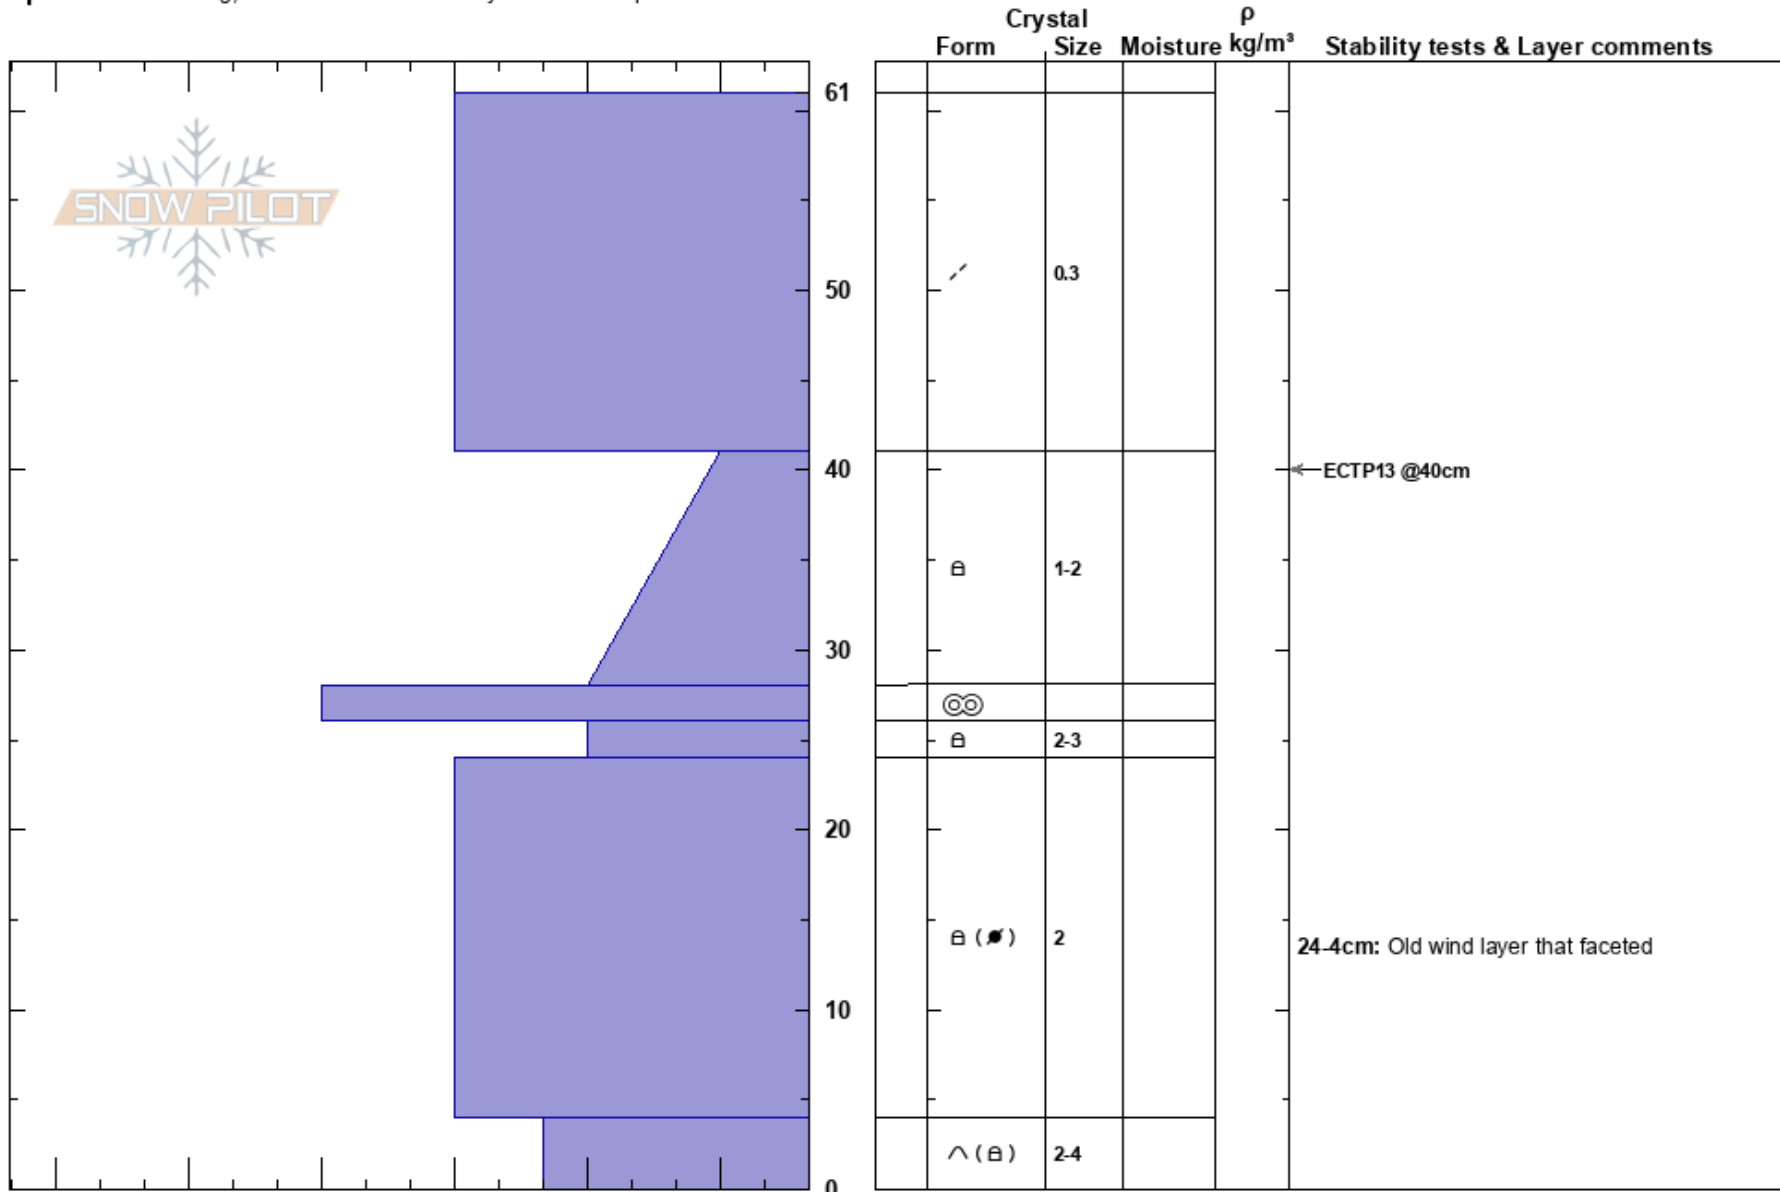 Crystal
ρ
Form Size Moisture kg/m³ Stability tests & Layer comments
61
SNOW PILOT
0.3
50
40
ECTP13 @40cm
1-2
30
2-3
20
2
24-4cm: Old wind layer that faceted
10
2-4
0